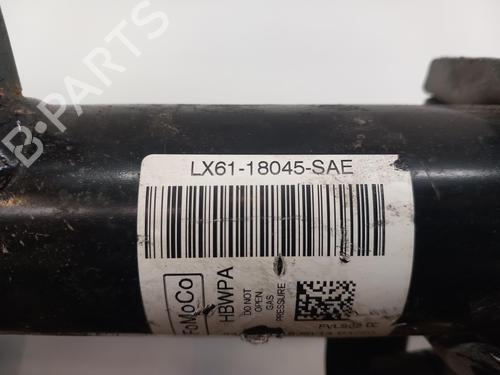 B-PARTS
LX61-18045-SAE
FoMoCo
HBWPA
DO NOT
OPEN
GAS
PRESSURE